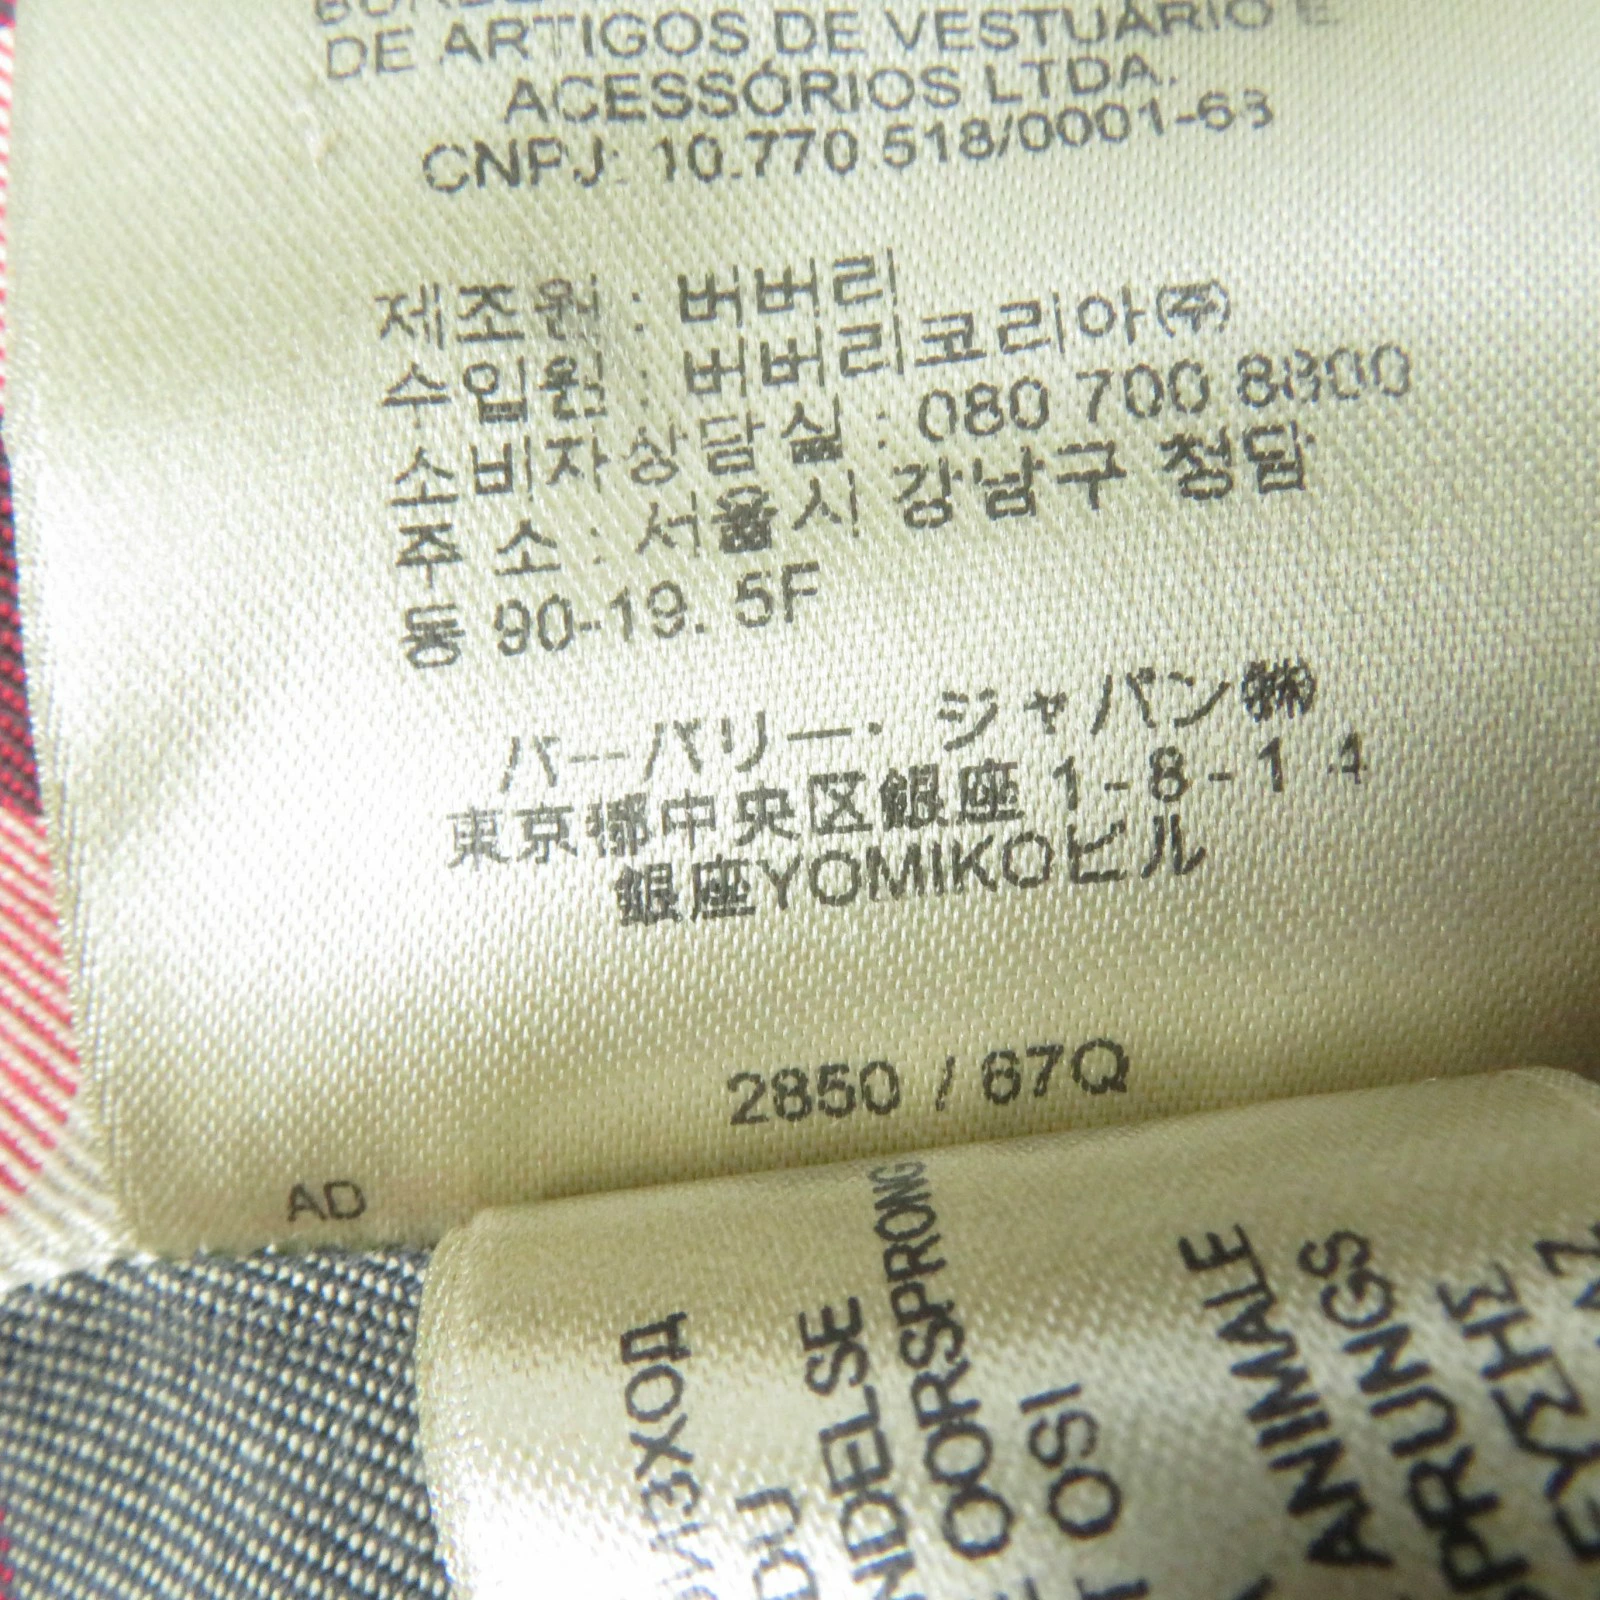 DE ARTIGOS DE VESTUÁRIO E
ACESSÓRIOS LTDA.
CNPJ: 10.770.518/0001-63
제조원 : 버버리
수입원 : 버버리코리아(주)
소비자상담실 : 080 700 8800
주 소 : 서울시 강남구 청담
동 90-19. 5F
バーバリー・ジャパン㈱
東京都中央区銀座 1-8-14
銀座YOMIKOビル
2850 / 67Q
AD
OORSPRONG
ANIMALE